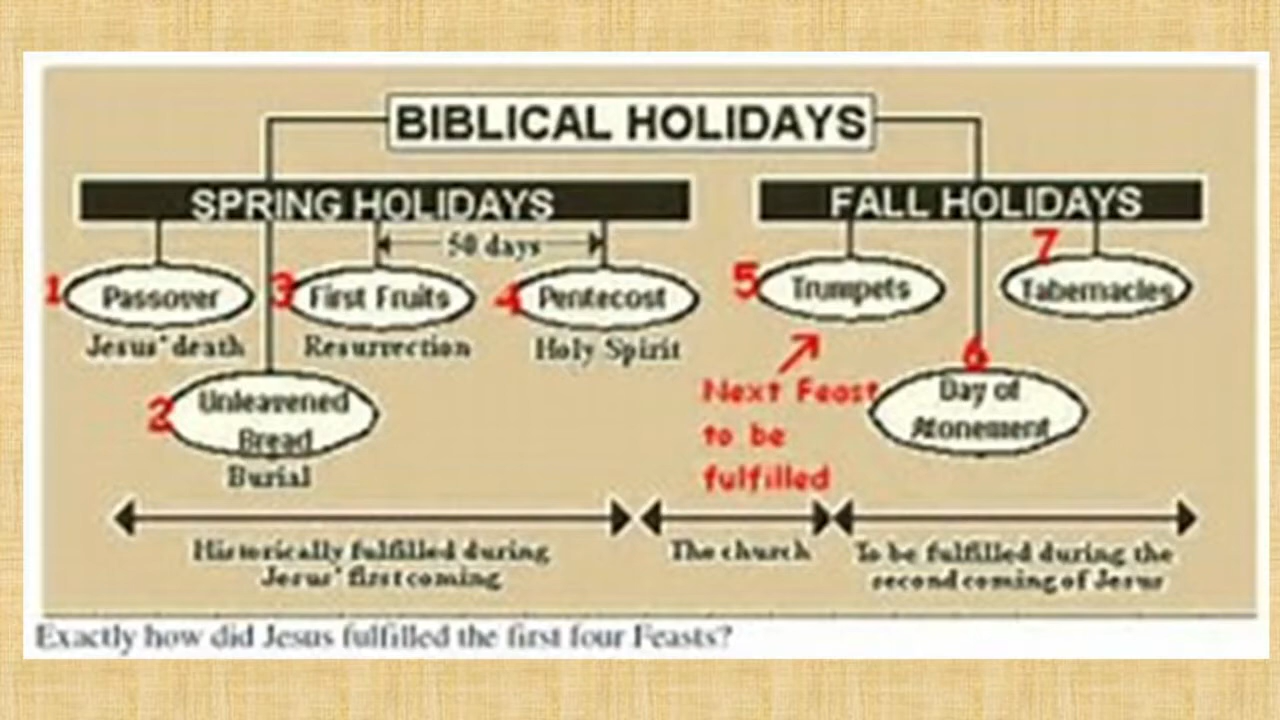 BIBLICAL HOLIDAYS
SPRING HOLIDAYS
FALL HOLIDAYS
50 days
1
Passover
Jesus' death
3
First Fruits
Resurrection
4
Pentecost
Holy Spirit
2
Unleavened
Bread
Burial
5
Trumpets
7
Tabernacles
6
Day of
Atonement
Next Feast
to be
fulfilled
Historically fulfilled during
Jesus' first coming
The church
To be fulfilled during the
second coming of Jesus
Exactly how did Jesus fulfilled the first four Feasts?